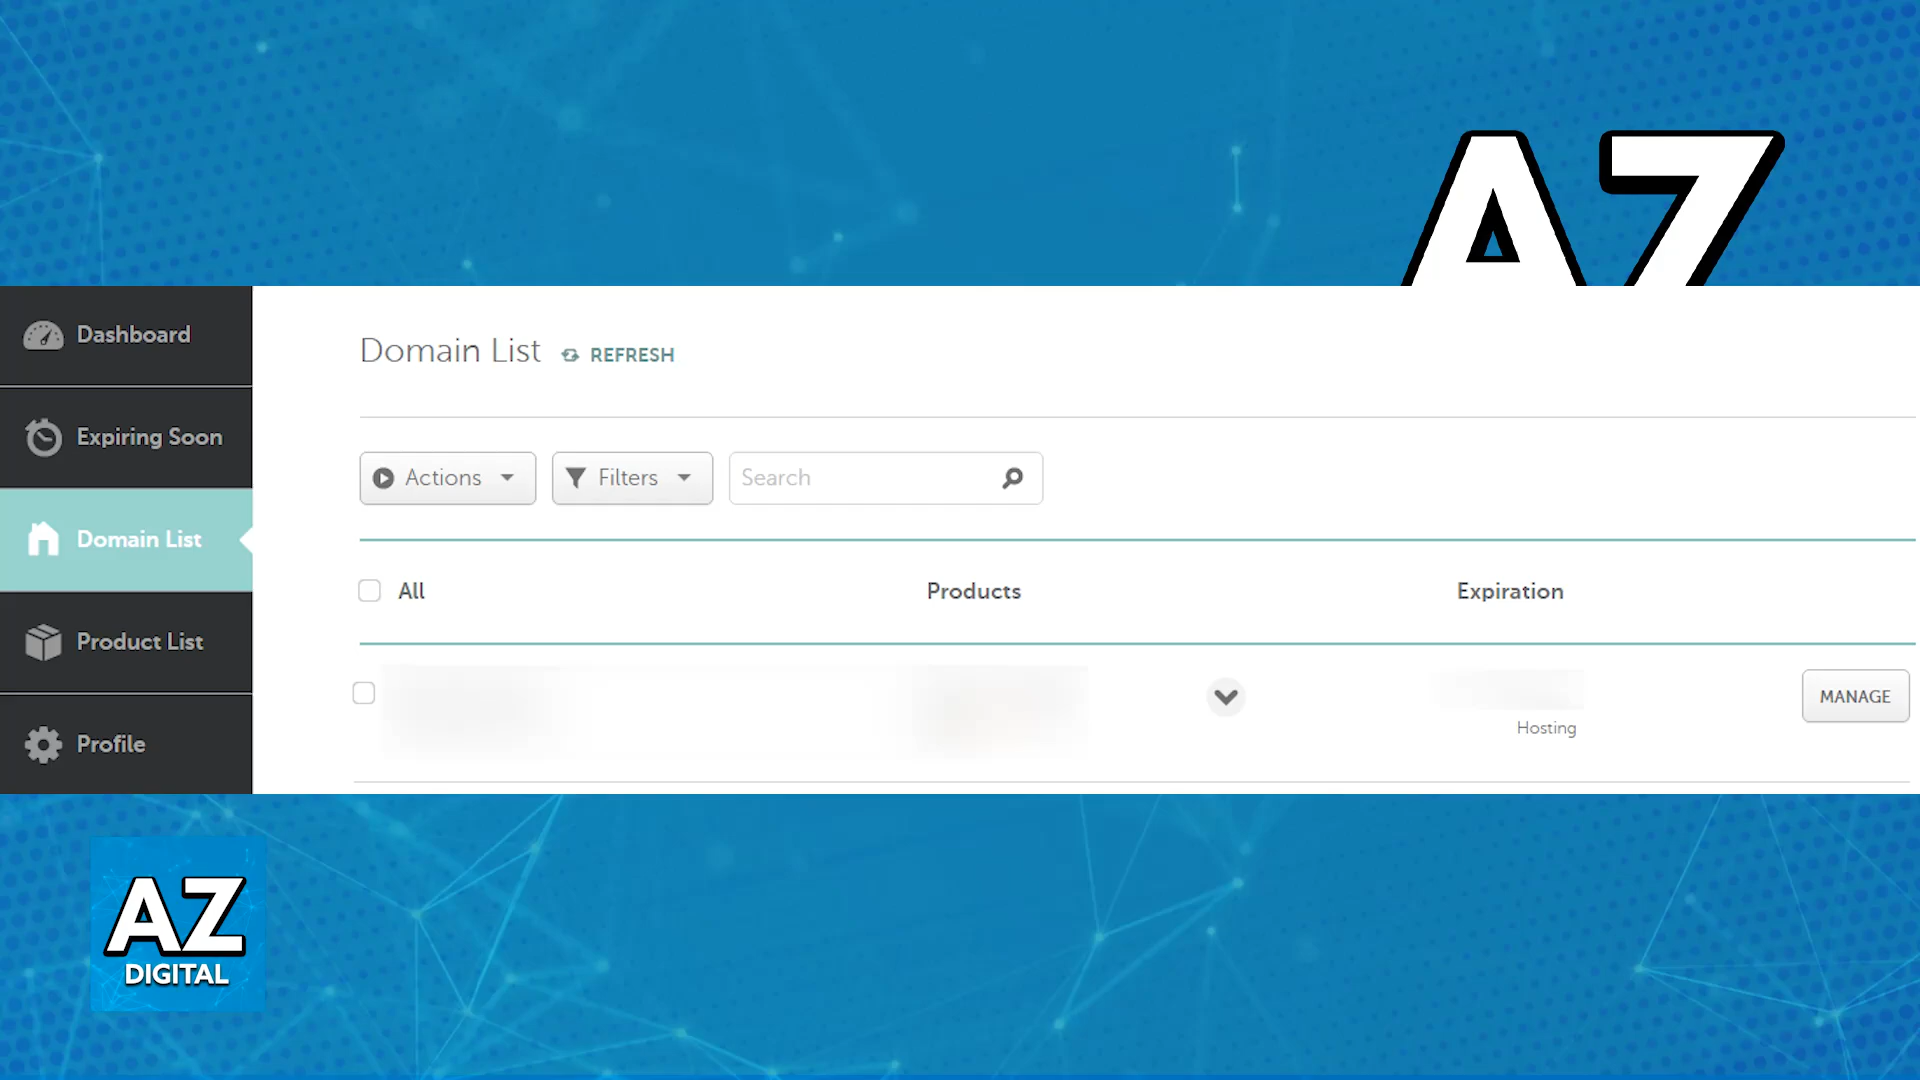 AZ
Dashboard
Expiring Soon
Domain List
Product List
Profile
Domain List REFRESH
Actions Filters Search
All Products Expiration
MANAGE
Hosting
AZ
DIGITAL